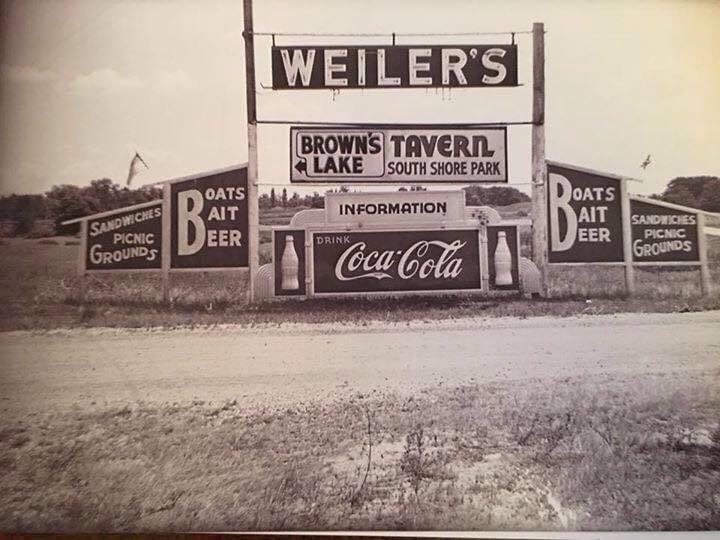 WEILER'S
BROWN'S
LAKE
TAVERN
SOUTH SHORE PARK
INFORMATION
DRINK
Coca-Cola
SANDWICHES
PICNIC
GROUNDS
BOATS
BAIT
BEER
BOATS
BAIT
BEER
SANDWICHES
PICNIC
GROUNDS